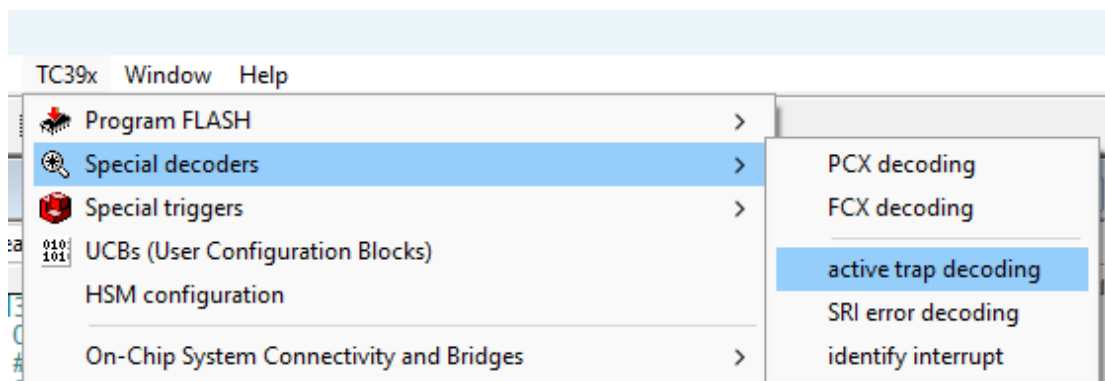 TC39x Window Help
Program FLASH >
Special decoders >
PCX decoding
Special triggers >
FCX decoding
UCBs (User Configuration Blocks)
active trap decoding
HSM configuration
SRI error decoding
On-Chip System Connectivity and Bridges >
identify interrupt